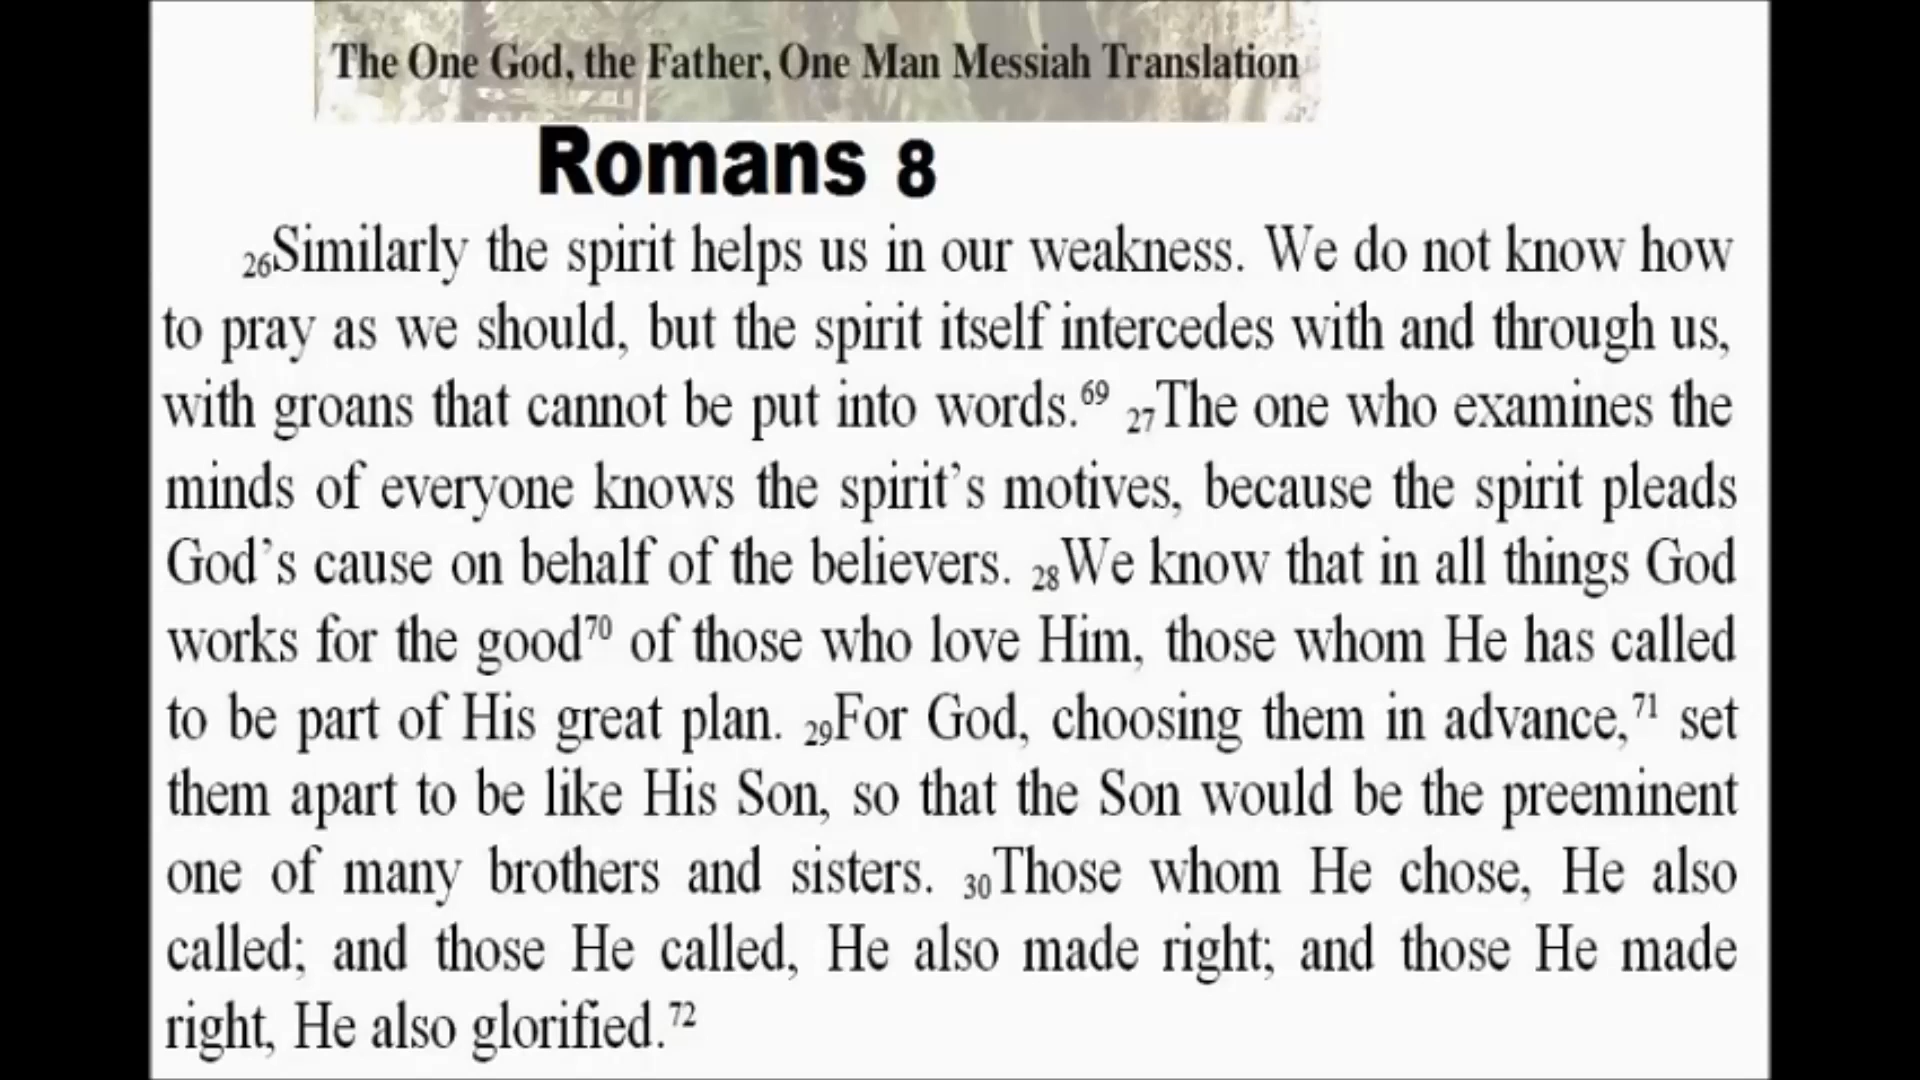 The One God, the Father, One Man Messiah Translation
Romans 8
26Similarly the spirit helps us in our weakness. We do not know how
to pray as we should, but the spirit itself intercedes with and through us,
with groans that cannot be put into words.69 27The one who examines the
minds of everyone knows the spirit's motives, because the spirit pleads
God's cause on behalf of the believers. 28We know that in all things God
works for the good70 of those who love Him, those whom He has called
to be part of His great plan. 29For God, choosing them in advance,71 set
them apart to be like His Son, so that the Son would be the preeminent
one of many brothers and sisters. 30Those whom He chose, He also
called; and those He called, He also made right; and those He made
right, He also glorified.72